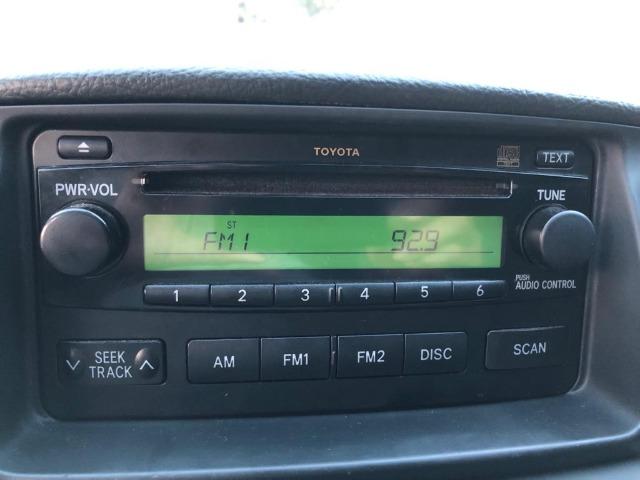 TOYOTA
TEXT
PWR·VOL
TUNE
ST
FM1 92.9
PUSH
AUDIO CONTROL
1 2 3 4 5 6
SEEK
TRACK
AM FM1 FM2 DISC SCAN